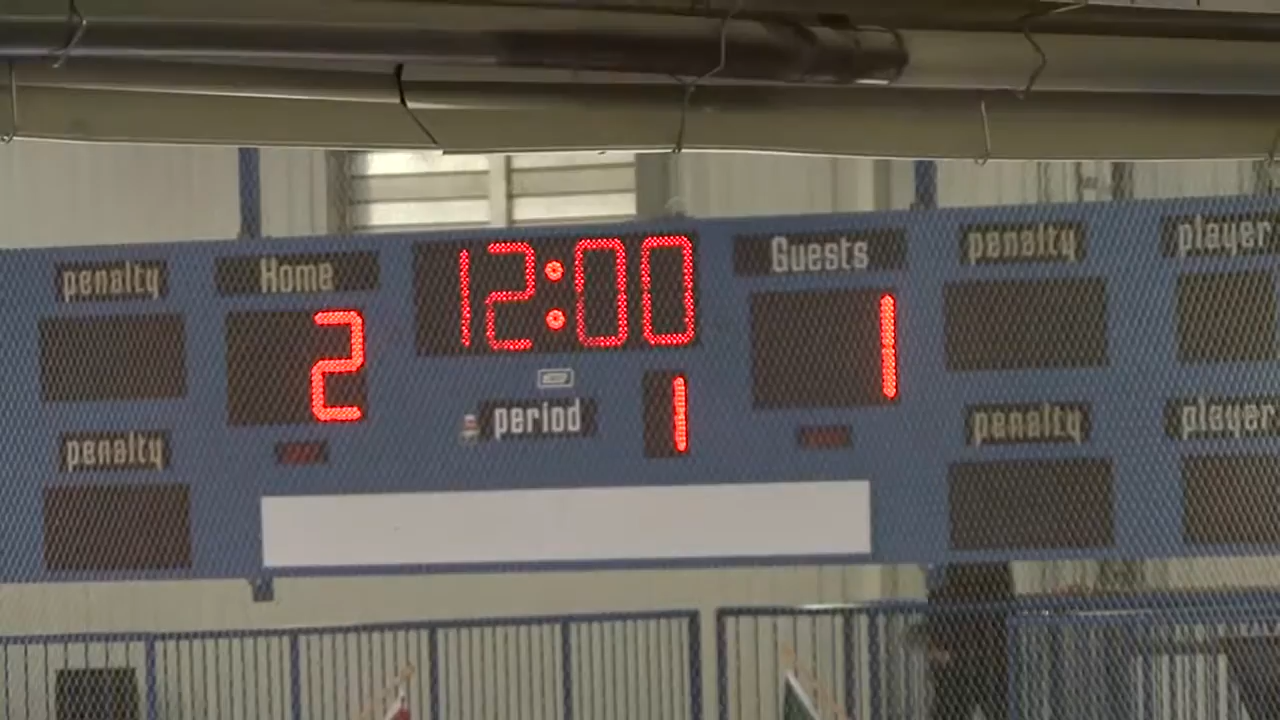 penalty Home 12:00 Guests penalty player
2 1
period 1
penalty penalty player